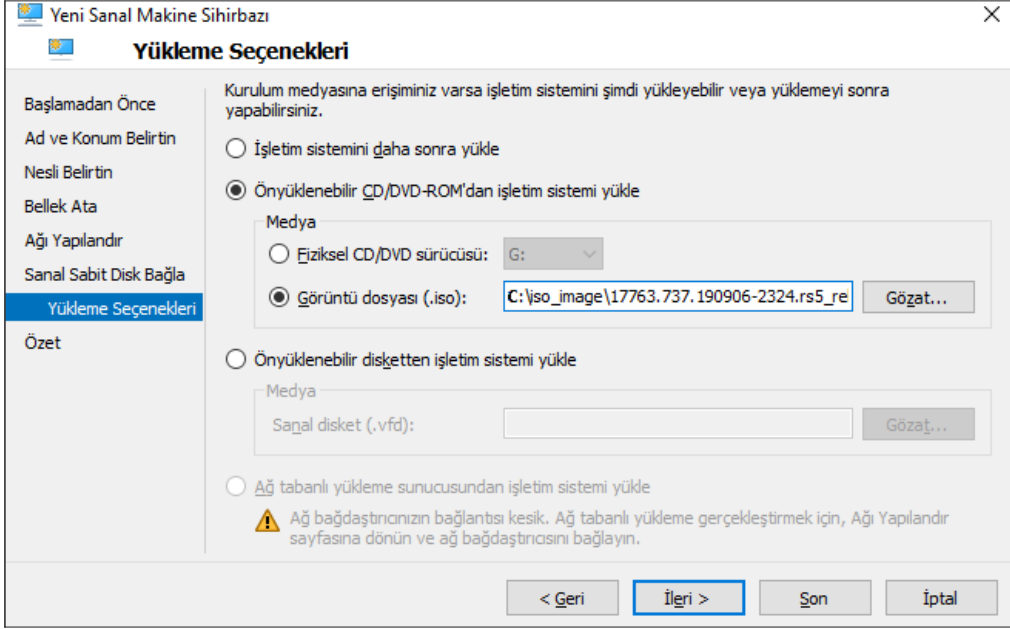 Yeni Sanal Makine Sihirbazı
Yükleme Seçenekleri
Başlamadan Önce
Ad ve Konum Belirtin
Nesli Belirtin
Bellek Ata
Ağı Yapılandır
Sanal Sabit Disk Bağla
Yükleme Seçenekleri
Özet
Kurulum medyasına erişiminiz varsa işletim sistemini şimdi yükleyebilir veya yüklemeyi sonra
yapabilirsiniz.
İşletim sistemini daha sonra yükle
Önyüklenebilir CD/DVD-ROM'dan işletim sistemi yükle
Medya
Fiziksel CD/DVD sürücüsü: G:
Görüntü dosyası (.iso): C:\iso_image\17763.737.190906-2324.rs5_re Gözat...
Önyüklenebilir disketten işletim sistemi yükle
Medya
Sanal disket (.vfd): Gözat...
Ağ tabanlı yükleme sunucusundan işletim sistemi yükle
Ağ bağdaştırıcınızın bağlantısı kesik. Ağ tabanlı yükleme gerçekleştirmek için, Ağı Yapılandır
sayfasına dönün ve ağ bağdaştırıcısını bağlayın.
< Geri İleri > Son İptal